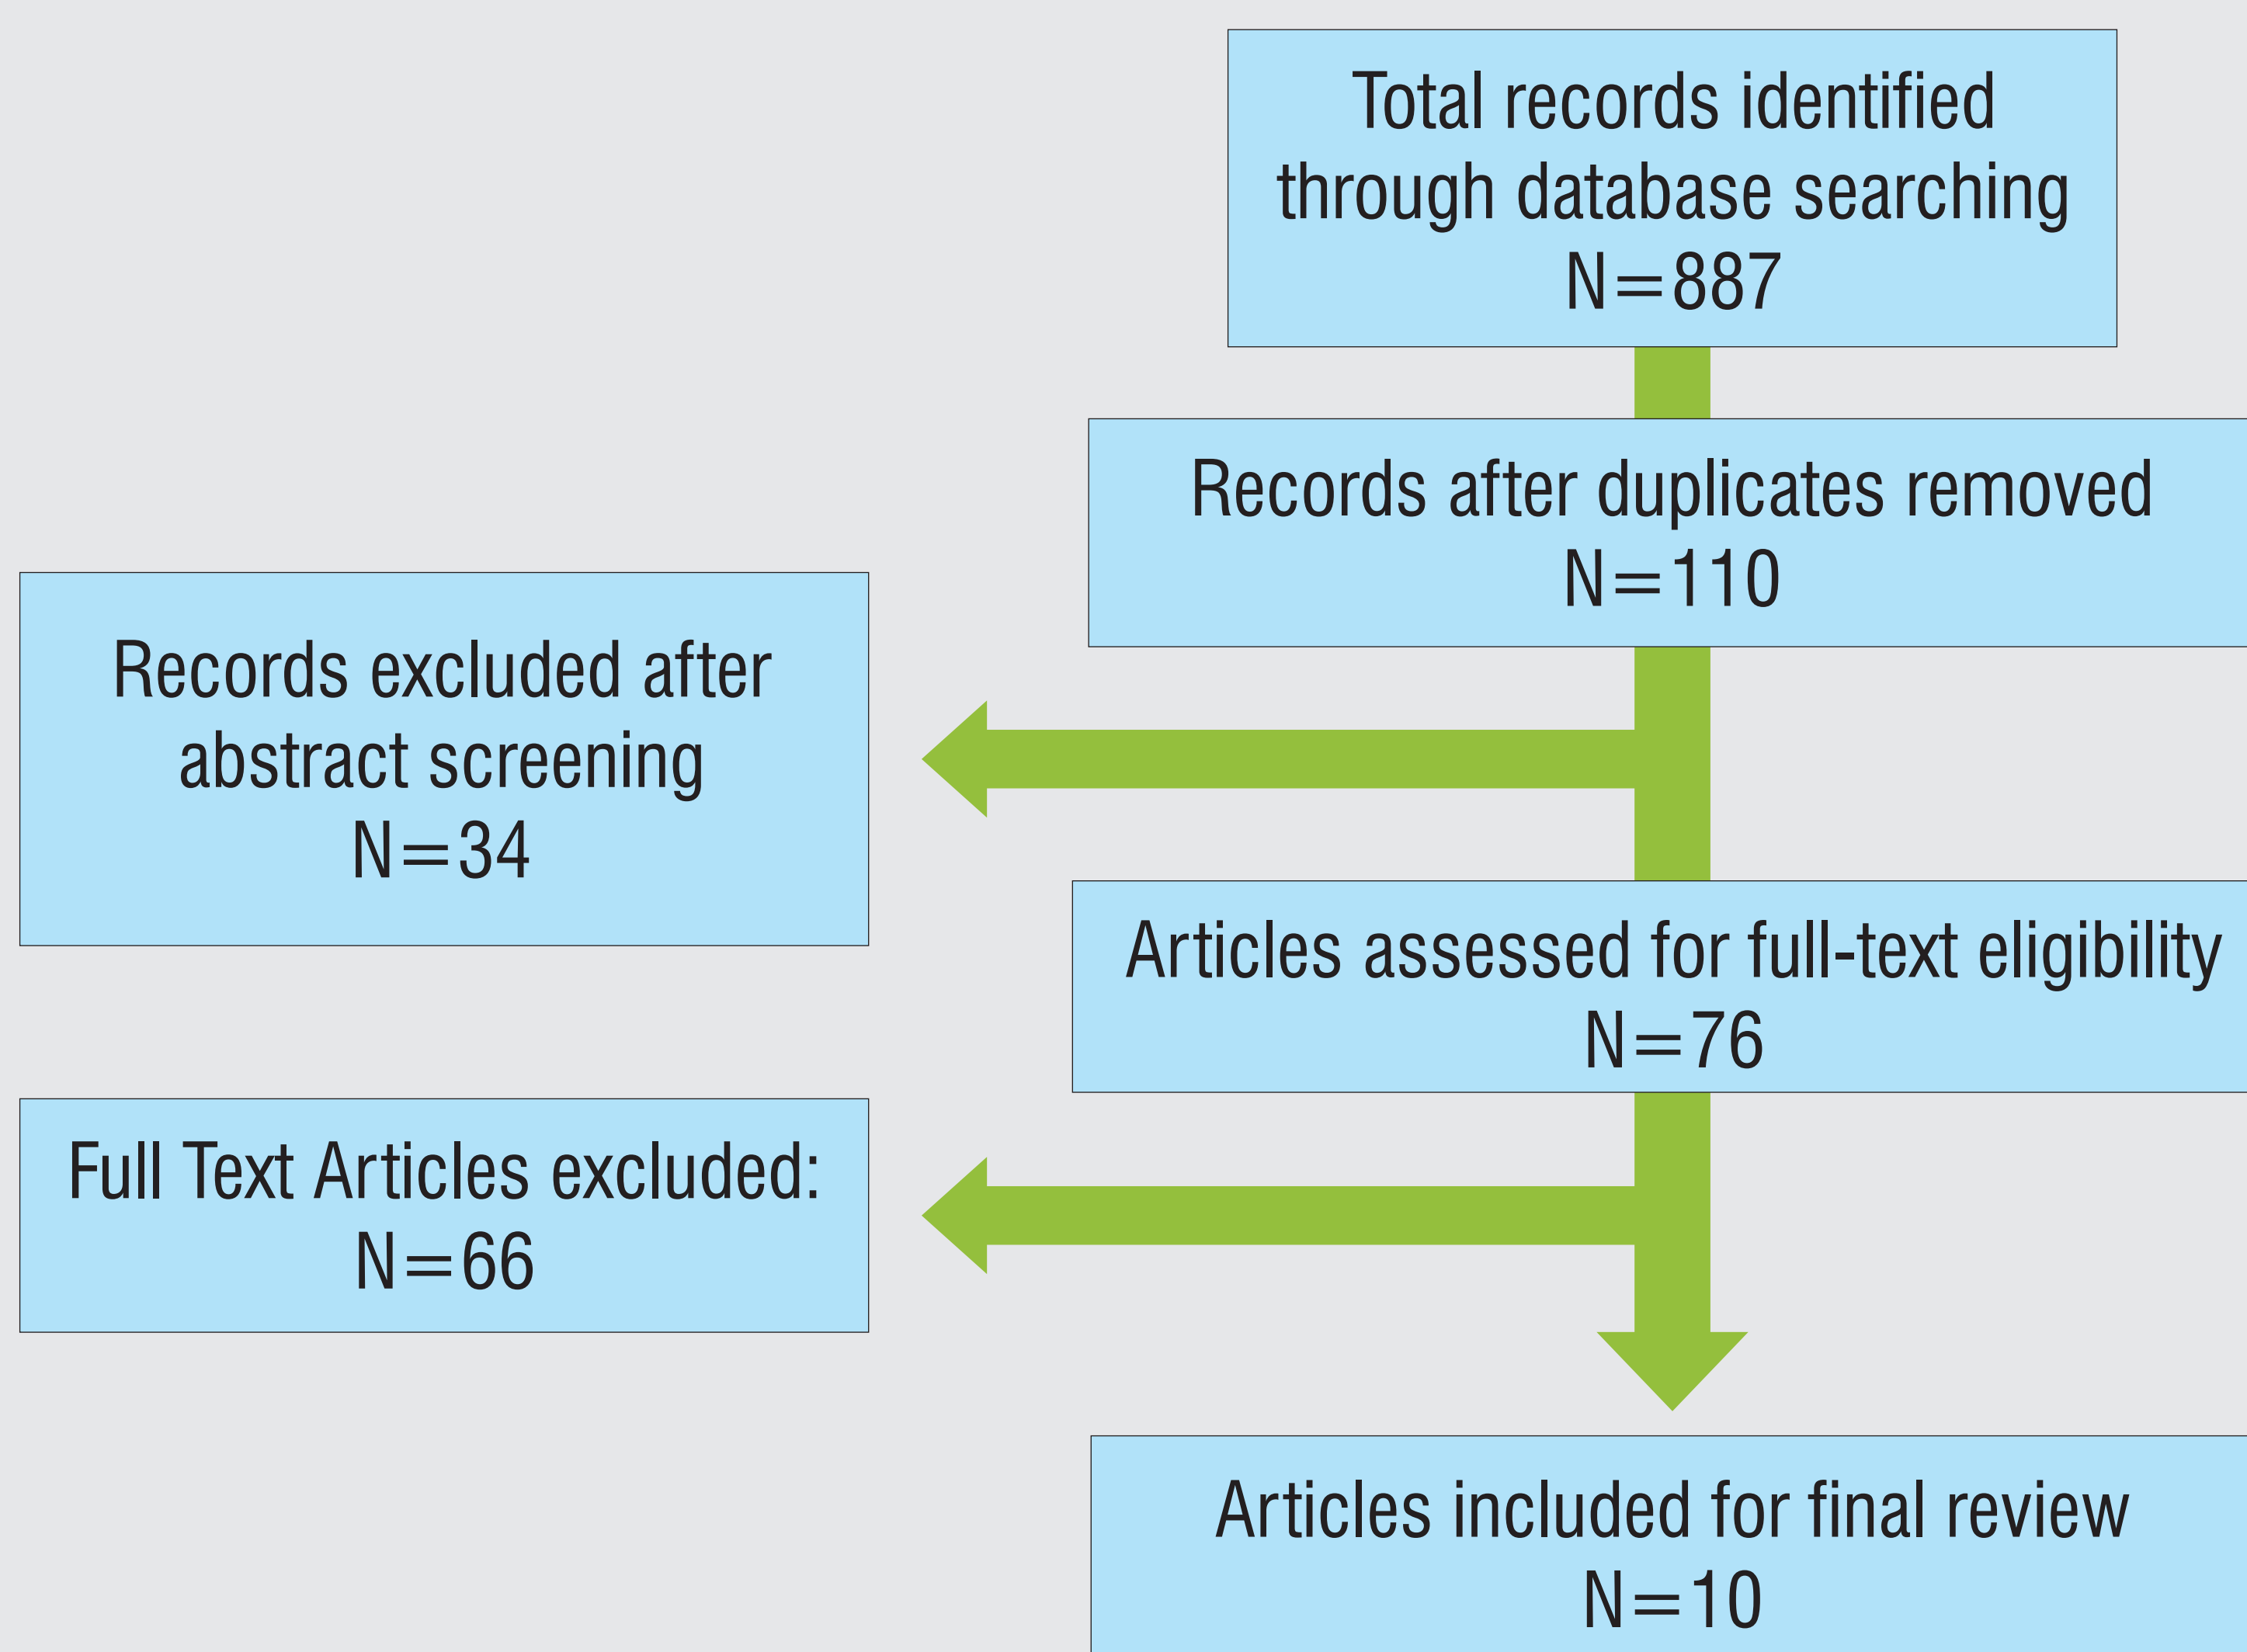 Total records identified
through database searching
N=887
Records after duplicates removed
N=110
Records excluded after
abstract screening
N=34
Articles assessed for full-text eligibility
N=76
Full Text Articles excluded:
N=66
Articles included for final review
N=10